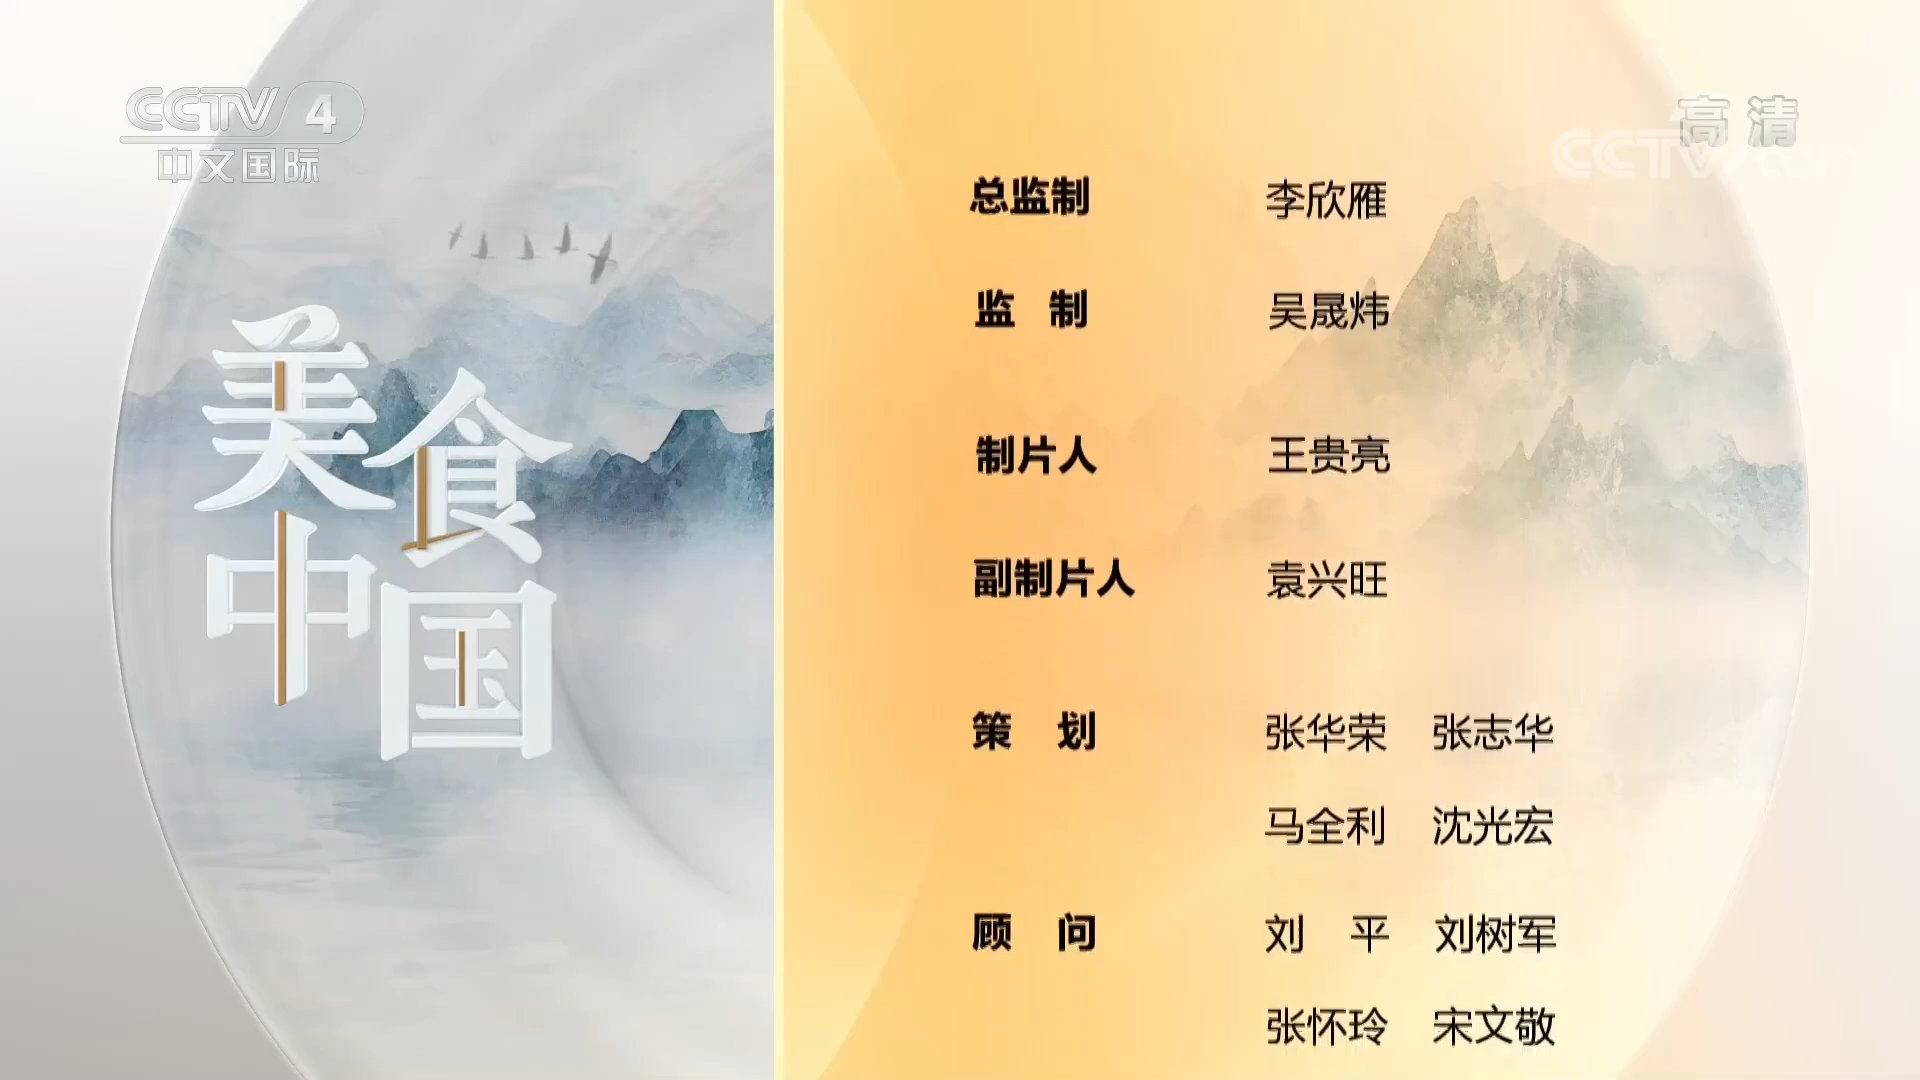 CCTV 4
中文国际
高清
CCTV.com
美食
中国
总监制 李欣雁
监 制 吴晟炜
制片人 王贵亮
副制片人 袁兴旺
策 划 张华荣 张志华
马全利 沈光宏
顾 问 刘 平 刘树军
张怀玲 宋文敬